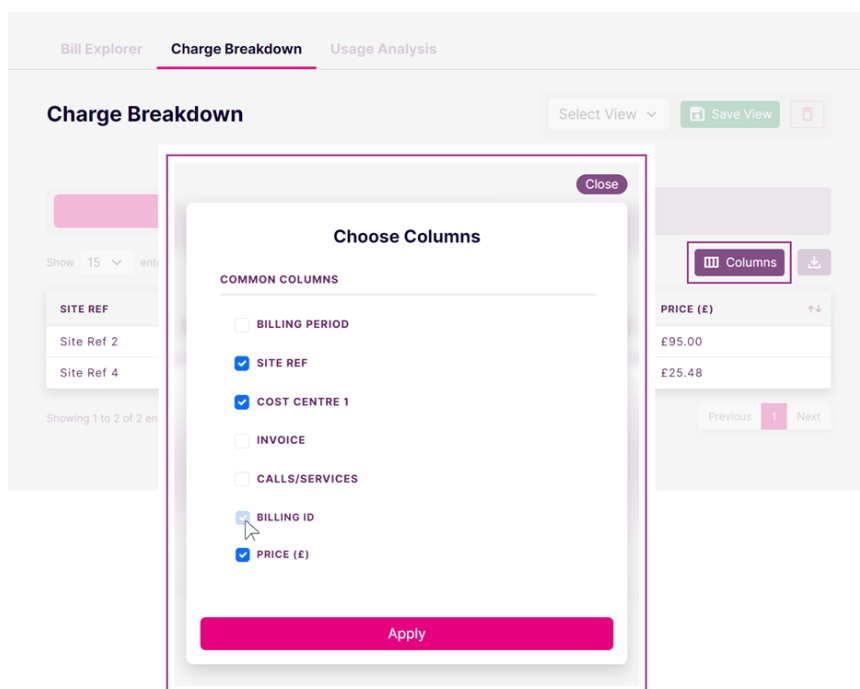 Bill Explorer Charge Breakdown Usage Analysis
Charge Breakdown
Select View Save View
Close
Choose Columns
Show 15 Columns
COMMON COLUMNS
SITE REF PRICE (£)
BILLING PERIOD
Site Ref 2 £95.00
SITE REF
Site Ref 4 £25.48
COST CENTRE 1
Showing 1 to 2 of 2 Previous 1 Next
INVOICE
CALLS/SERVICES
BILLING ID
PRICE (£)
Apply